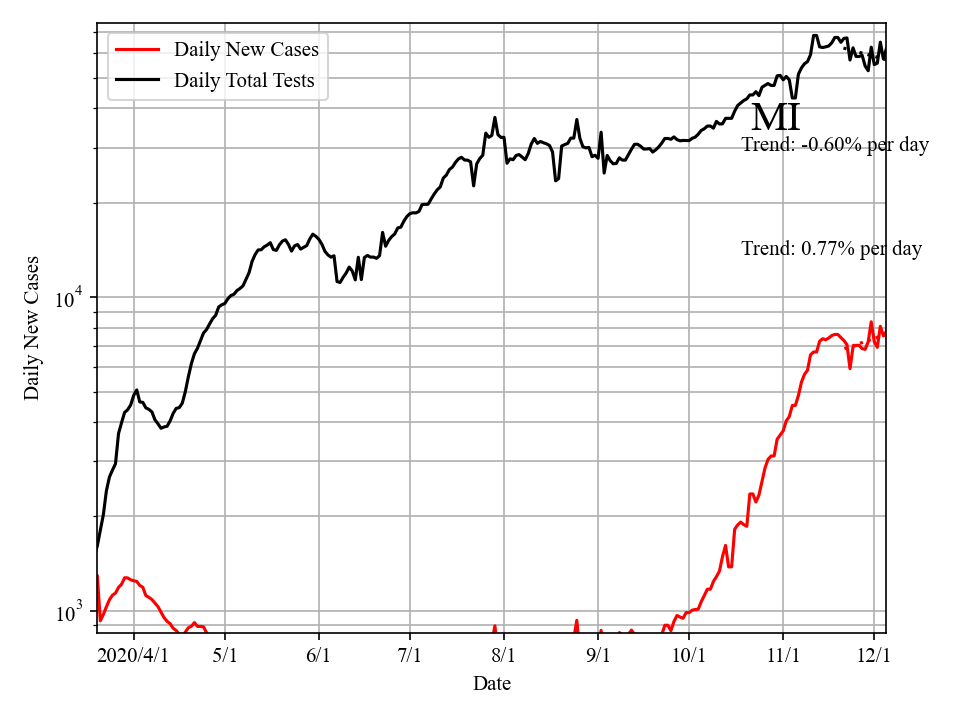 Daily New Cases
Daily Total Tests
MI
Trend: -0.60% per day
Trend: 0.77% per day
Daily New Cases
10^4
10^3
2020/4/1 5/1 6/1 7/1 8/1 9/1 10/1 11/1 12/1
Date